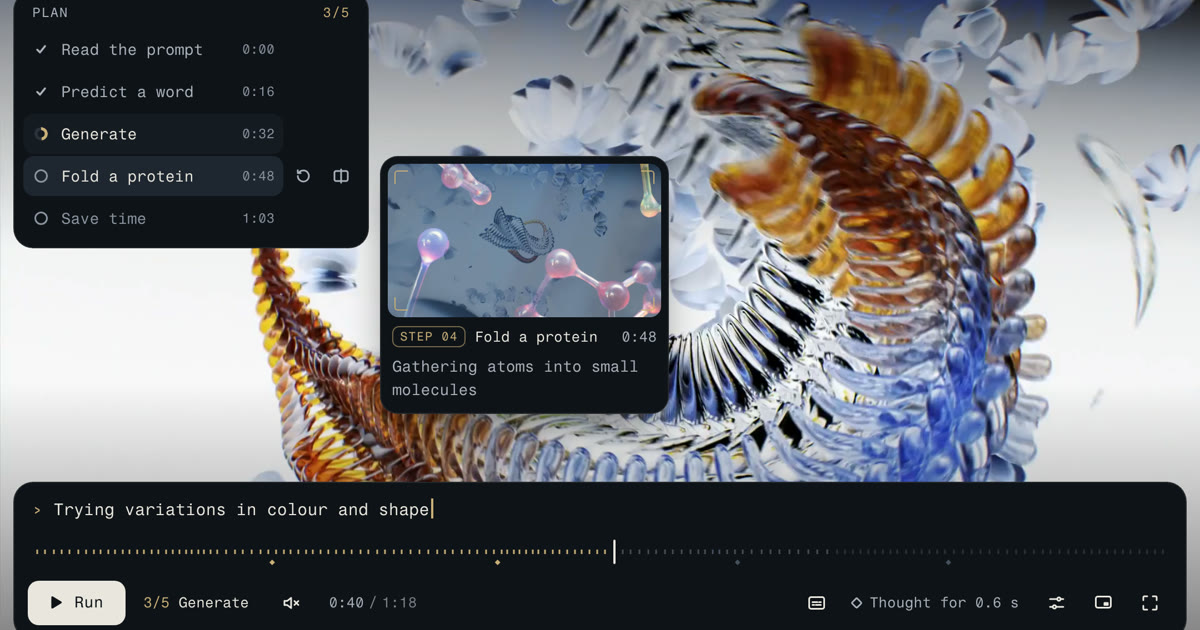 PLAN 3/5
Read the prompt 0:00
Predict a word 0:16
Generate 0:32
Fold a protein 0:48
Save time 1:03
STEP 04 Fold a protein 0:48
Gathering atoms into small
molecules
> Trying variations in colour and shape
Run 3/5 Generate 0:40 / 1:18 Thought for 0.6 s